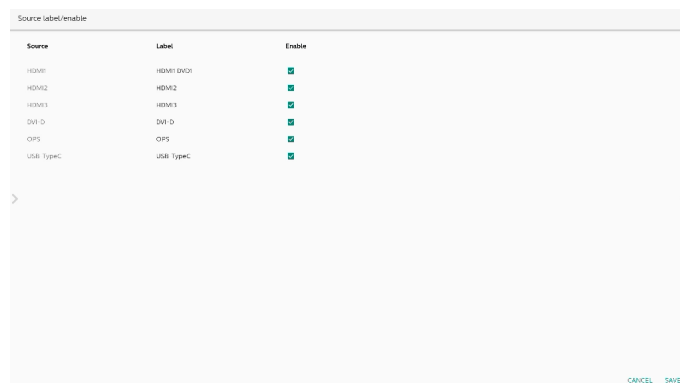 Source label/enable
Source Label Enable
HDMI1 HDMI1 DVD1
HDMI2 HDMI2
HDMI3 HDMI3
DVI-D DVI-D
OPS OPS
USB TypeC USB TypeC
CANCEL SAVE